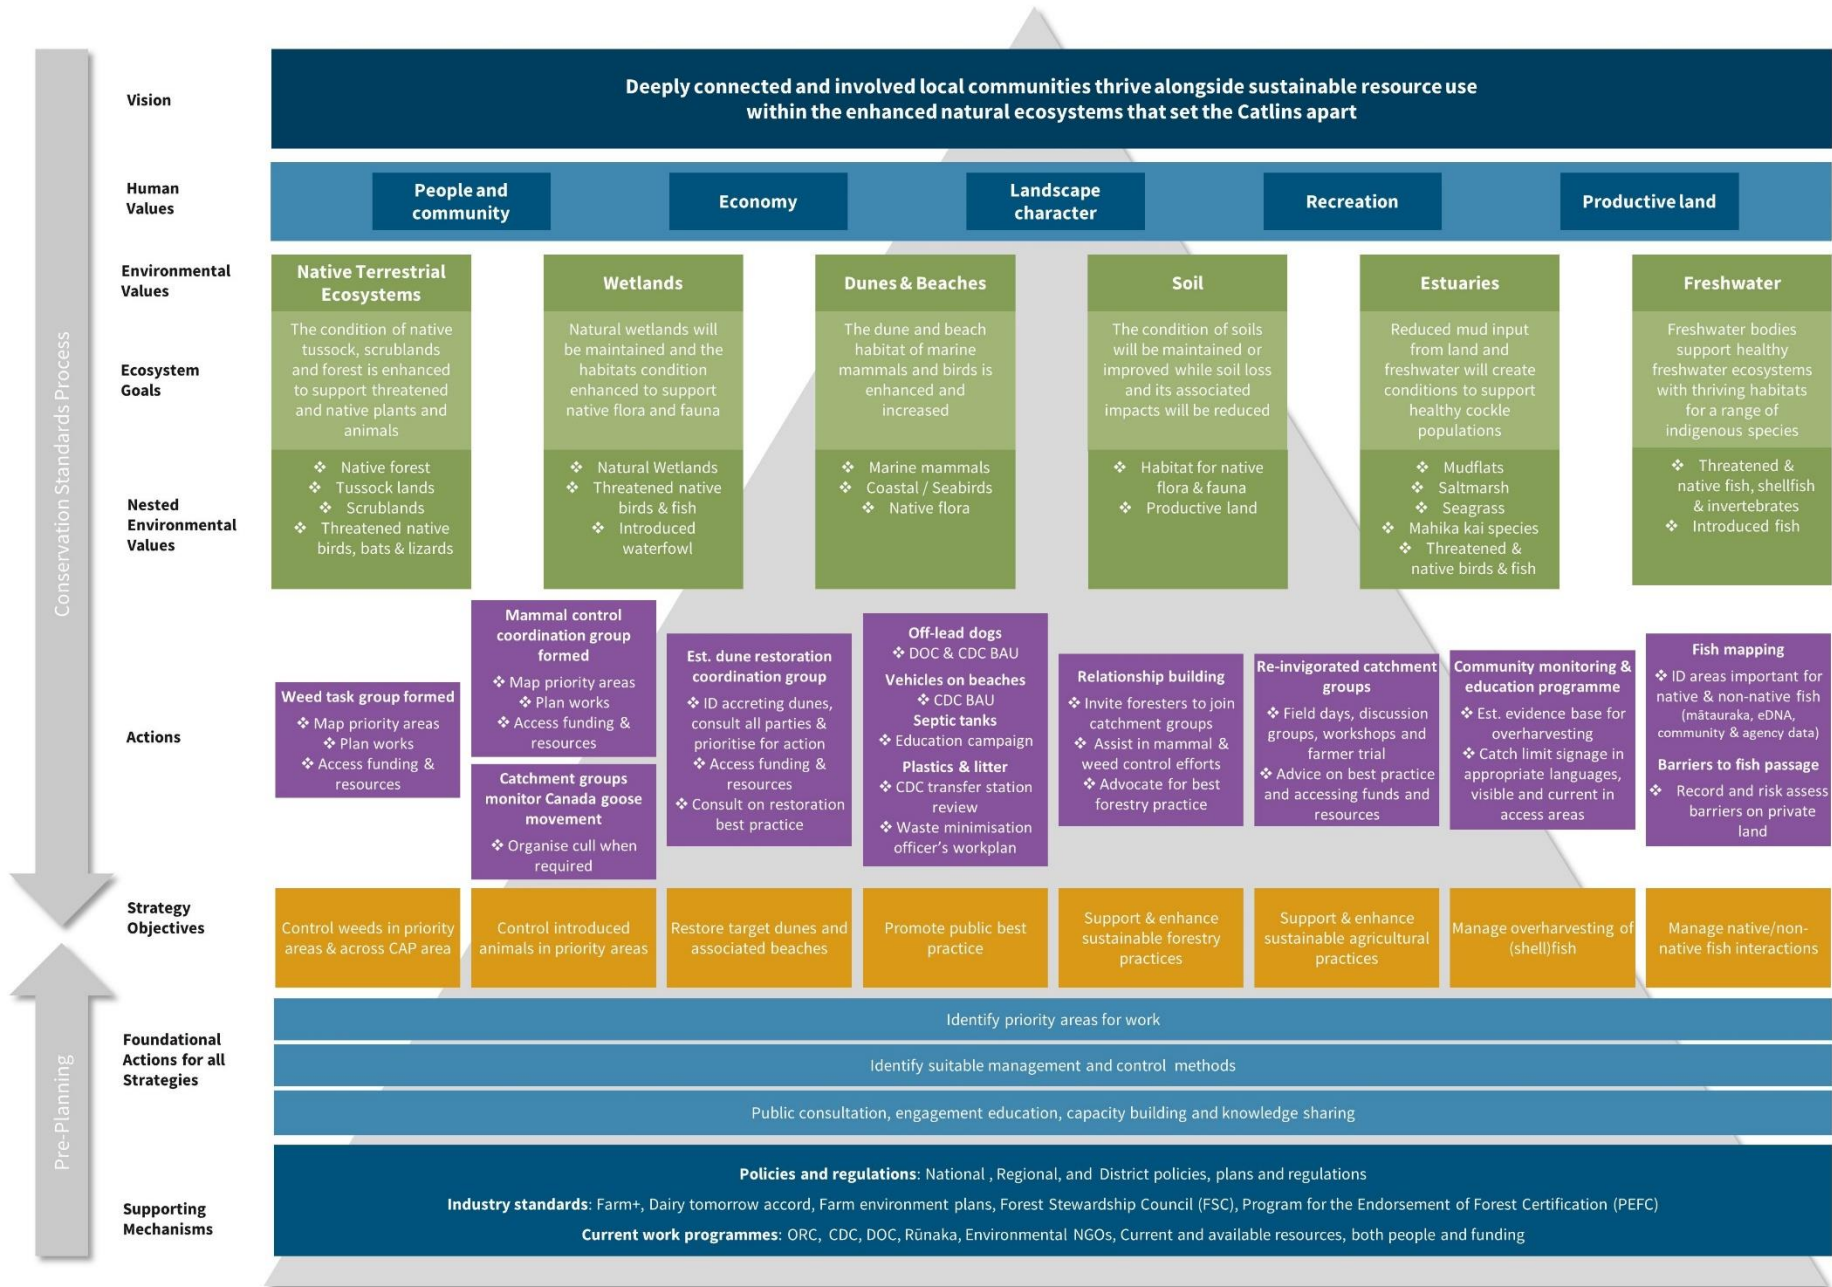 Conservation Standards Process
Pre-Planning
Vision
Deeply connected and involved local communities thrive alongside sustainable resource use
within the enhanced natural ecosystems that set the Catlins apart
Human
Values
People and
community
Economy
Landscape
character
Recreation
Productive land
Environmental
Values
Native Terrestrial
Ecosystems
Wetlands
Dunes & Beaches
Soil
Estuaries
Freshwater
Ecosystem
Goals
The condition of native
tussock, scrublands
and forest is enhanced
to support threatened
and native plants and
animals
Natural wetlands will
be maintained and the
habitats condition
enhanced to support
native flora and fauna
The dune and beach
habitat of marine
mammals and birds is
enhanced and
increased
The condition of soils
will be maintained or
improved while soil loss
and its associated
impacts will be reduced
Reduced mud input
from land and
freshwater will create
conditions to support
healthy cockle
populations
Freshwater bodies
support healthy
freshwater ecosystems
with thriving habitats
for a range of
indigenous species
Nested
Environmental
Values
❖ Native forest
❖ Tussock lands
❖ Scrublands
❖ Threatened native
birds, bats & lizards
❖ Natural Wetlands
❖ Threatened native
birds & fish
❖ Introduced
waterfowl
❖ Marine mammals
❖ Coastal / Seabirds
❖ Native flora
❖ Habitat for native
flora & fauna
❖ Productive land
❖ Mudflats
❖ Saltmarsh
❖ Seagrass
❖ Mahika kai species
❖ Threatened &
native birds & fish
❖ Threatened &
native fish, shellfish
& invertebrates
❖ Introduced fish
Actions
Weed task group formed
❖ Map priority areas
❖ Plan works
❖ Access funding &
resources
Mammal control
coordination group
formed
❖ Map priority areas
❖ Plan works
❖ Access funding &
resources
Catchment groups
monitor Canada goose
movement
❖ Organise cull when
required
Est. dune restoration
coordination group
❖ ID accreting dunes,
consult all parties &
prioritise for action
❖ Access funding &
resources
❖ Consult on restoration
best practice
Off-lead dogs
❖ DOC & CDC BAU
Vehicles on beaches
❖ CDC BAU
Septic tanks
❖ Education campaign
Plastics & litter
❖ CDC transfer station
review
❖ Waste minimisation
officer's workplan
Relationship building
❖ Invite foresters to join
catchment groups
❖ Assist in mammal &
weed control efforts
❖ Advocate for best
forestry practice
Re-invigorated catchment
groups
❖ Field days, discussion
groups, workshops and
farmer trial
❖ Advice on best practice
and accessing funds and
resources
Community monitoring &
education programme
❖ Est. evidence base for
overharvesting
❖ Catch limit signage in
appropriate languages,
visible and current in
access areas
Fish mapping
❖ ID areas important for
native & non-native fish
(mātauraka, eDNA,
community & agency data)
Barriers to fish passage
❖ Record and risk assess
barriers on private
land
Strategy
Objectives
Control weeds in priority
areas & across CAP area
Control introduced
animals in priority areas
Restore target dunes and
associated beaches
Promote public best
practice
Support & enhance
sustainable forestry
practices
Support & enhance
sustainable agricultural
practices
Manage overharvesting of
(shell)fish
Manage native/non-
native fish interactions
Foundational
Actions for all
Strategies
Identify priority areas for work
Identify suitable management and control methods
Public consultation, engagement education, capacity building and knowledge sharing
Supporting
Mechanisms
Policies and regulations: National , Regional, and District policies, plans and regulations
Industry standards: Farm+, Dairy tomorrow accord, Farm environment plans, Forest Stewardship Council (FSC), Program for the Endorsement of Forest Certification (PEFC)
Current work programmes: ORC, CDC, DOC, Rūnaka, Environmental NGOs, Current and available resources, both people and funding